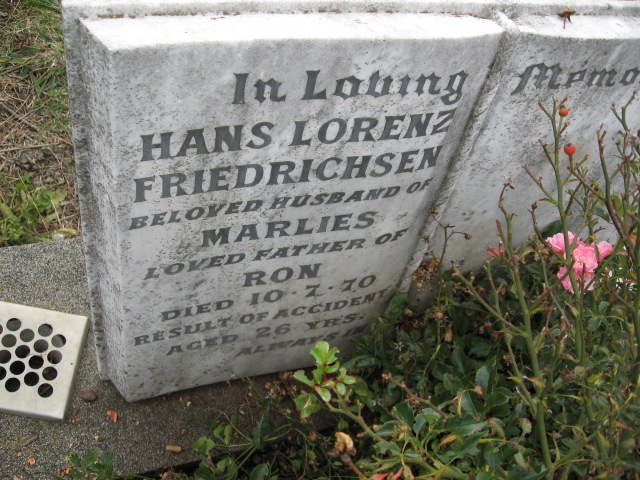 In Loving
HANS LORENZ
FRIEDRICHSEN
BELOVED HUSBAND OF
MARLIES
LOVED FATHER OF
RON
DIED 10·7·70
RESULT OF ACCIDENT
AGED 26 YRS.
Memo